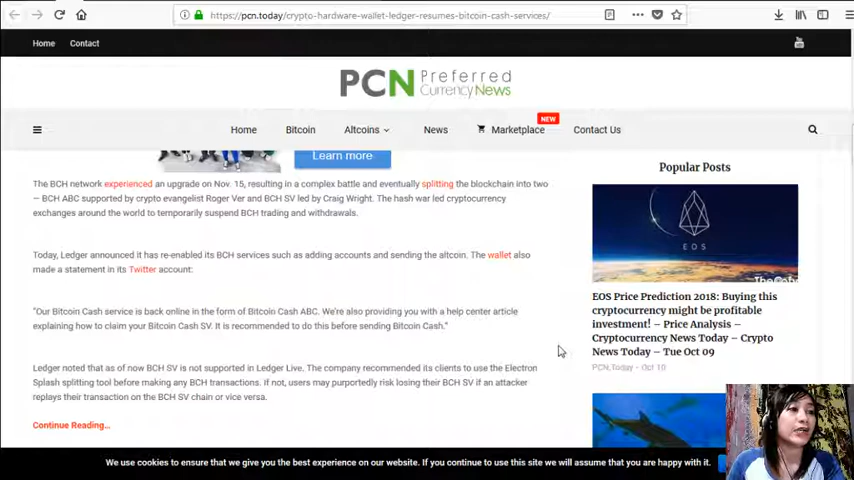 https://pcn.today/crypto-hardware-wallet-ledger-resumes-bitcoin-cash-services/
Home Contact
PCN Preferred
Currency News
NEW
Home Bitcoin Altcoins News Marketplace Contact Us
Learn more
The BCH network experienced an upgrade on Nov. 15, resulting in a complex battle and eventually splitting the blockchain into two
— BCH ABC supported by crypto evangelist Roger Ver and BCH SV led by Craig Wright. The hash war led cryptocurrency
exchanges around the world to temporarily suspend BCH trading and withdrawals.
Today, Ledger announced it has re-enabled its BCH services such as adding accounts and sending the altcoin. The wallet also
made a statement in its Twitter account:
"Our Bitcoin Cash service is back online in the form of Bitcoin Cash ABC. We're also providing you with a help center article
explaining how to claim your Bitcoin Cash SV. It is recommended to do this before sending Bitcoin Cash."
Ledger noted that as of now BCH SV is not supported in Ledger Live. The company recommended its clients to use the Electron
Splash splitting tool before making any BCH transactions. If not, users may purportedly risk losing their BCH SV if an attacker
replays their transaction on the BCH SV chain or vice versa.
Continue Reading...
Popular Posts
EOS
EOS Price Prediction 2018: Buying this
cryptocurrency might be profitable
investment! – Price Analysis –
Cryptocurrency News Today – Crypto
News Today – Tue Oct 09
PCN.Today - Oct 10
We use cookies to ensure that we give you the best experience on our website. If you continue to use this site we will assume that you are happy with it.